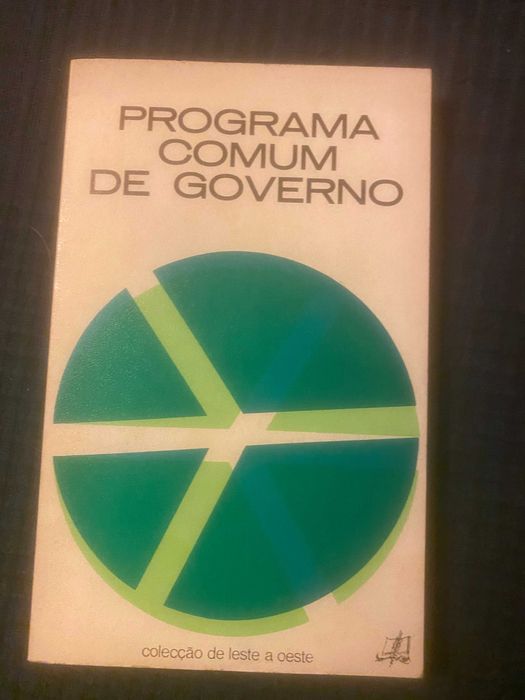 PROGRAMA
COMUM
DE GOVERNO
colecção de leste a oeste